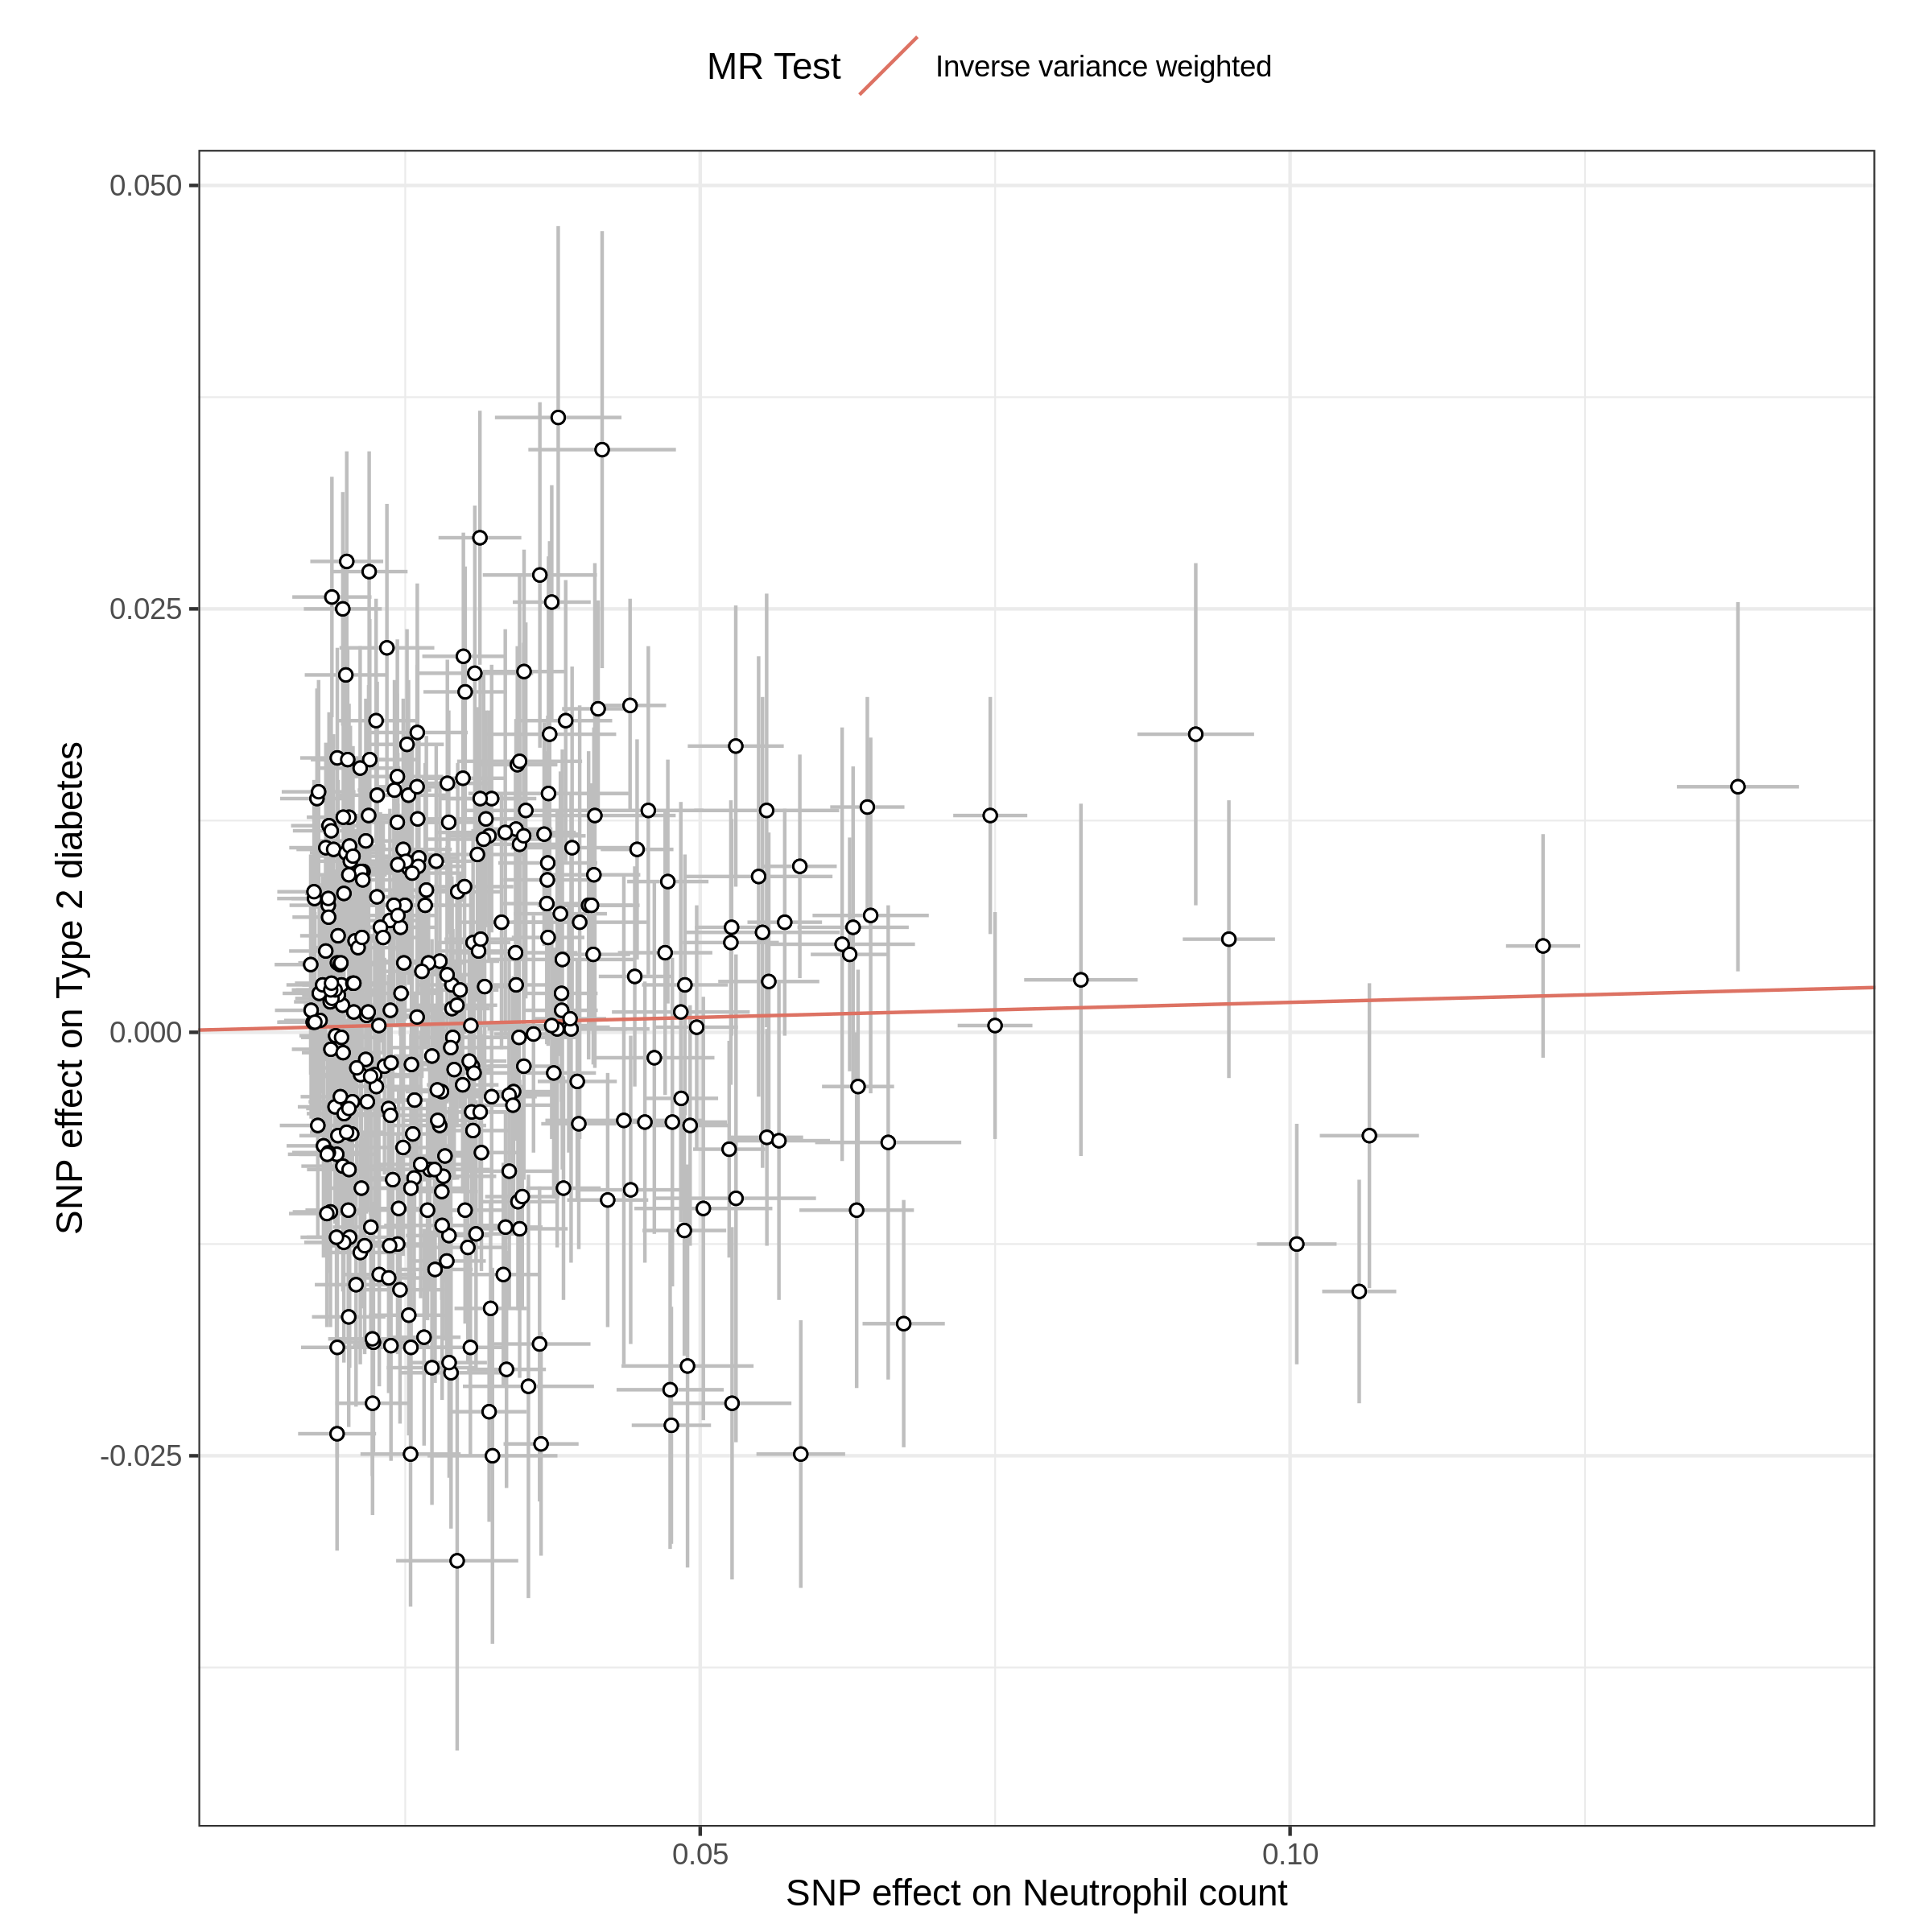 MR Test Inverse variance weighted
0.050
0.025
0.000
-0.025
SNP effect on Type 2 diabetes
0.05 0.10
SNP effect on Neutrophil count